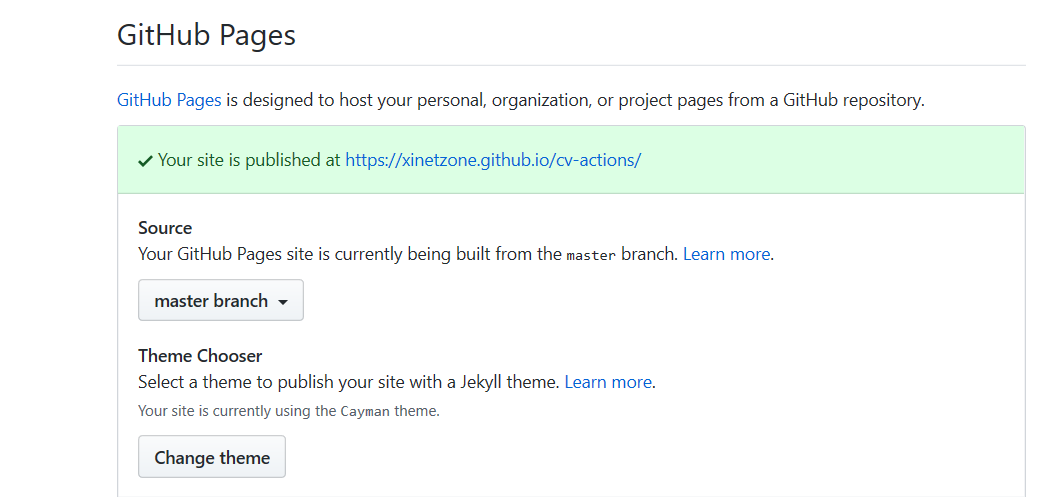 GitHub Pages
GitHub Pages is designed to host your personal, organization, or project pages from a GitHub repository.
Your site is published at https://xinetzone.github.io/cv-actions/
Source
Your GitHub Pages site is currently being built from the master branch. Learn more.
master branch
Theme Chooser
Select a theme to publish your site with a Jekyll theme. Learn more.
Your site is currently using the Cayman theme.
Change theme